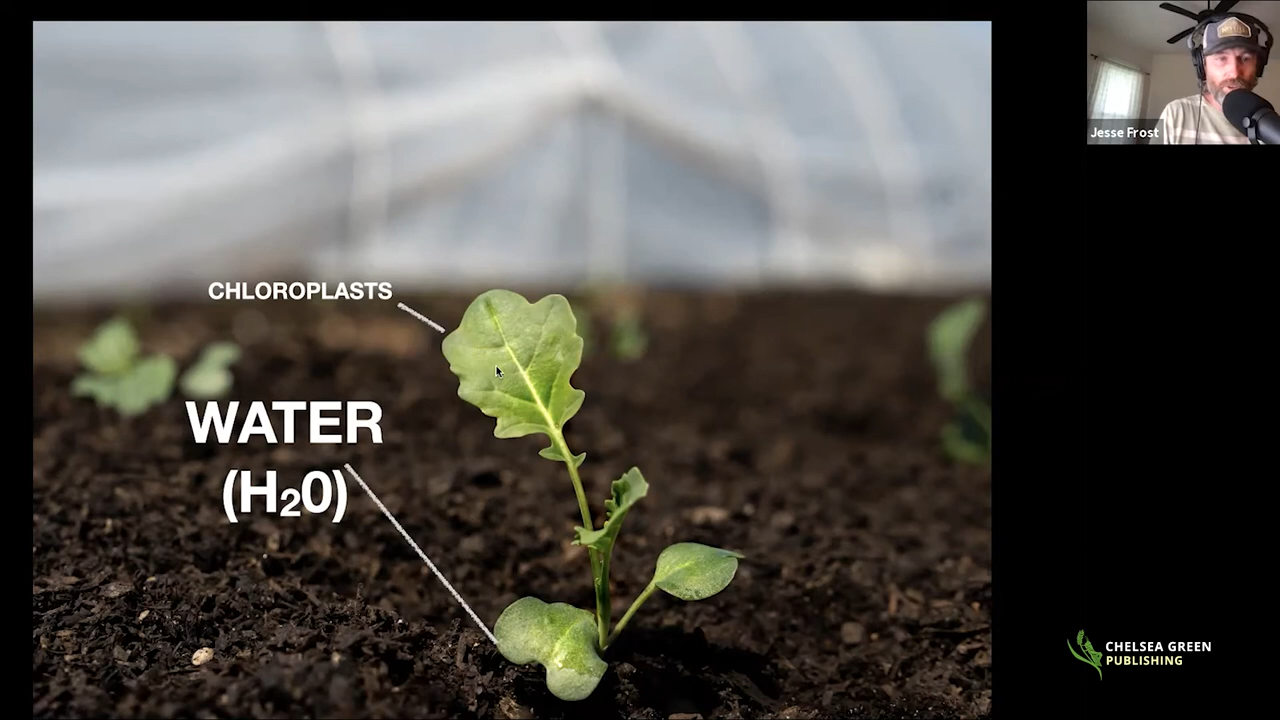 CHLOROPLASTS
WATER
(H₂0)
Jesse Frost
CHELSEA GREEN
PUBLISHING